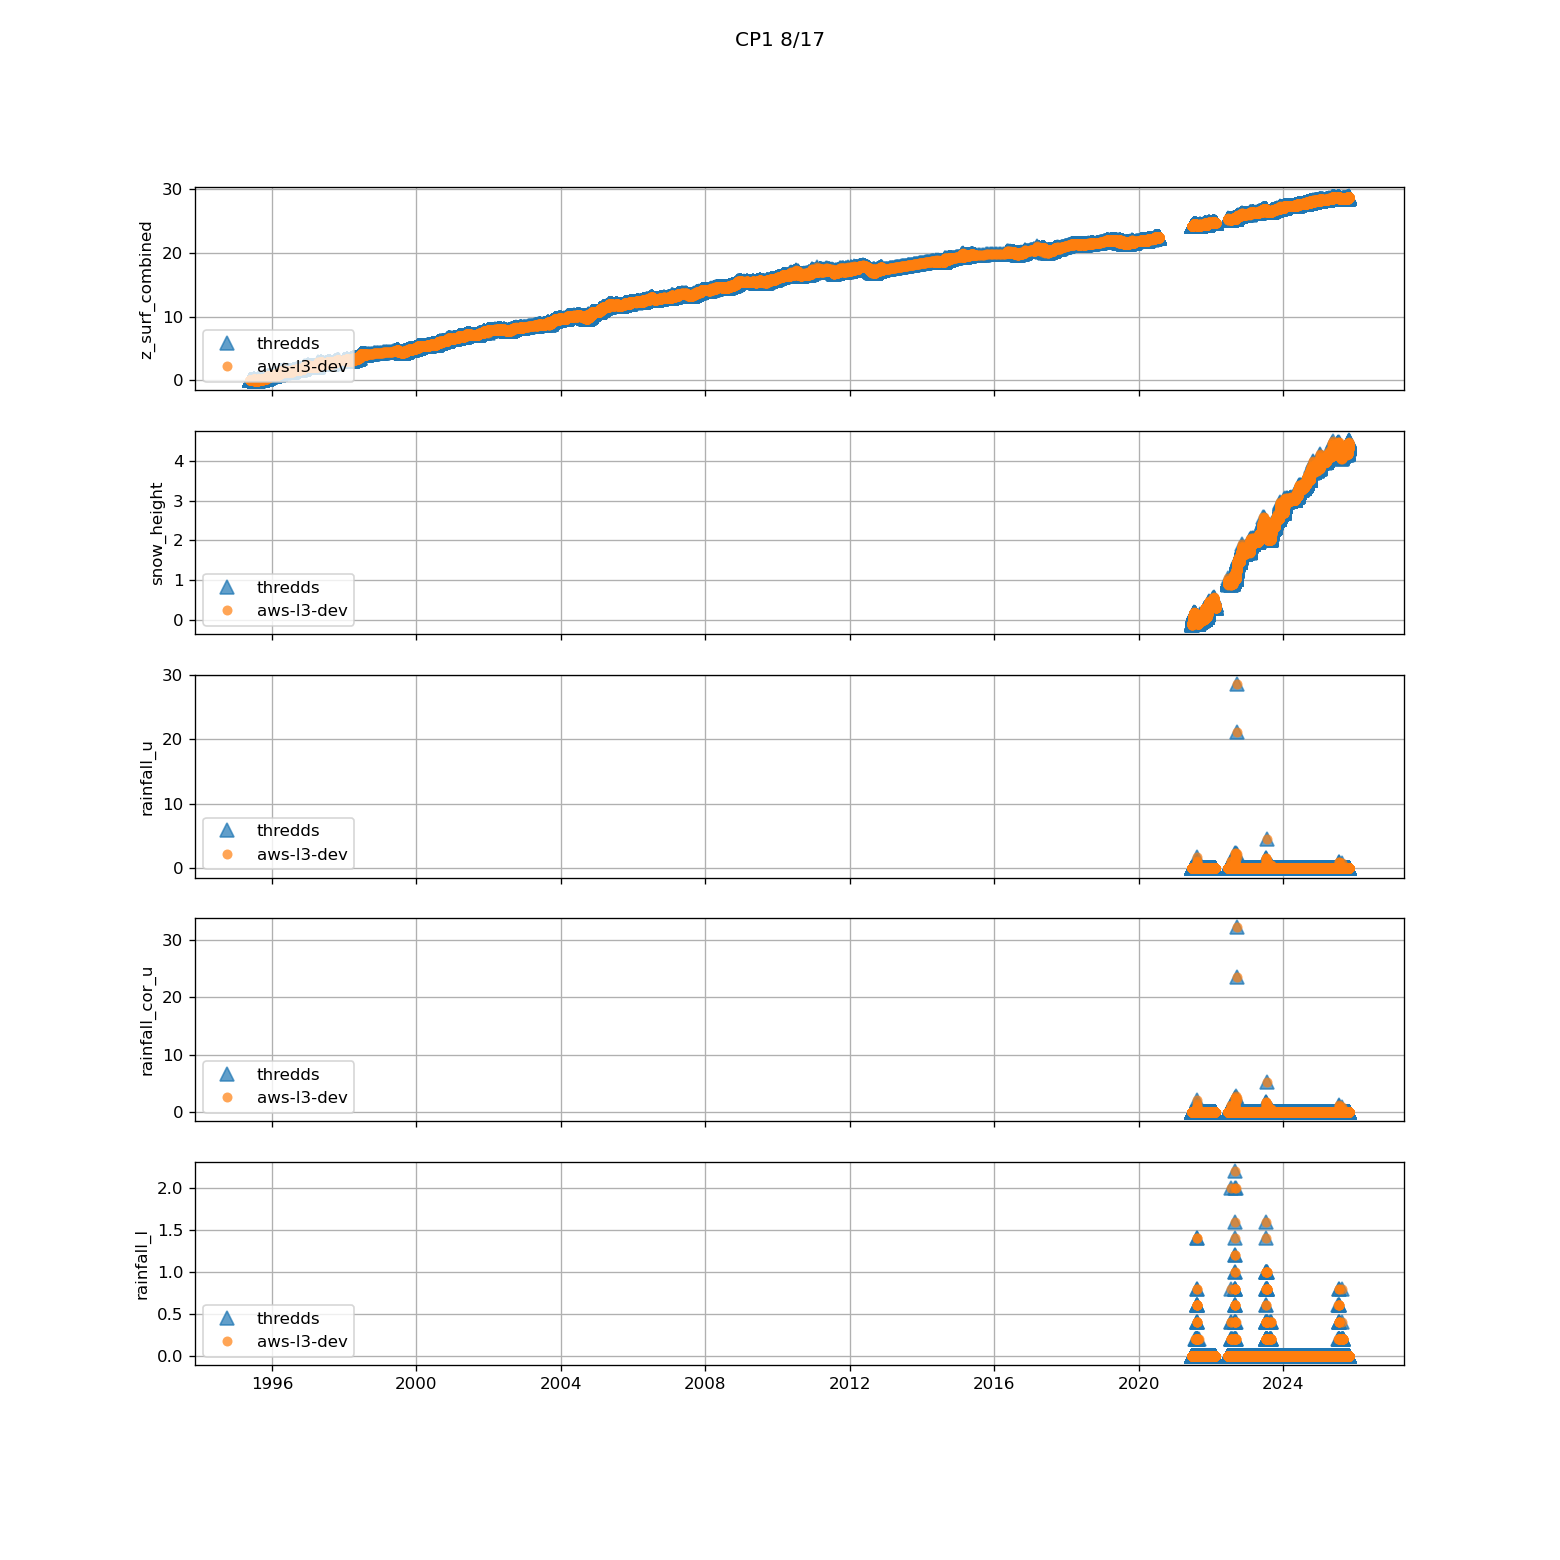 CP1 8/17
30
20
10
0
z_surf_combined
thredds
aws-l3-dev
4
3
2
1
0
snow_height
thredds
aws-l3-dev
30
20
10
0
rainfall_u
thredds
aws-l3-dev
30
20
10
0
rainfall_cor_u
thredds
aws-l3-dev
2.0
1.5
1.0
0.5
0.0
rainfall_l
thredds
aws-l3-dev
1996 2000 2004 2008 2012 2016 2020 2024